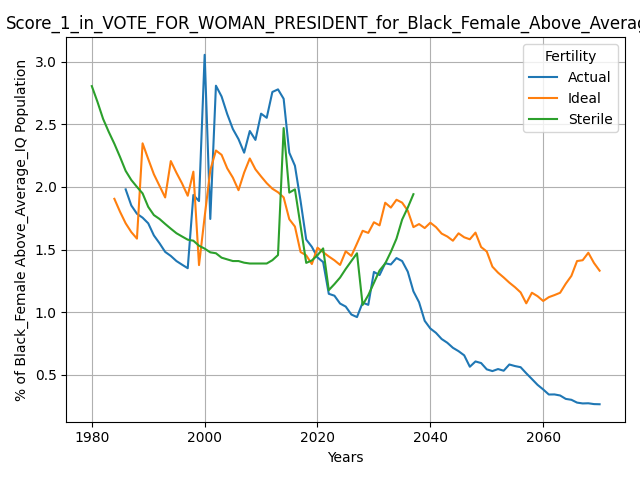 Score_1_in_VOTE_FOR_WOMAN_PRESIDENT_for_Black_Female_Above_Averag
Fertility
Actual
Ideal
Sterile
% of Black_Female Above_Average_IQ Population
3.0
2.5
2.0
1.5
1.0
0.5
1980
2000
2020
2040
2060
Years